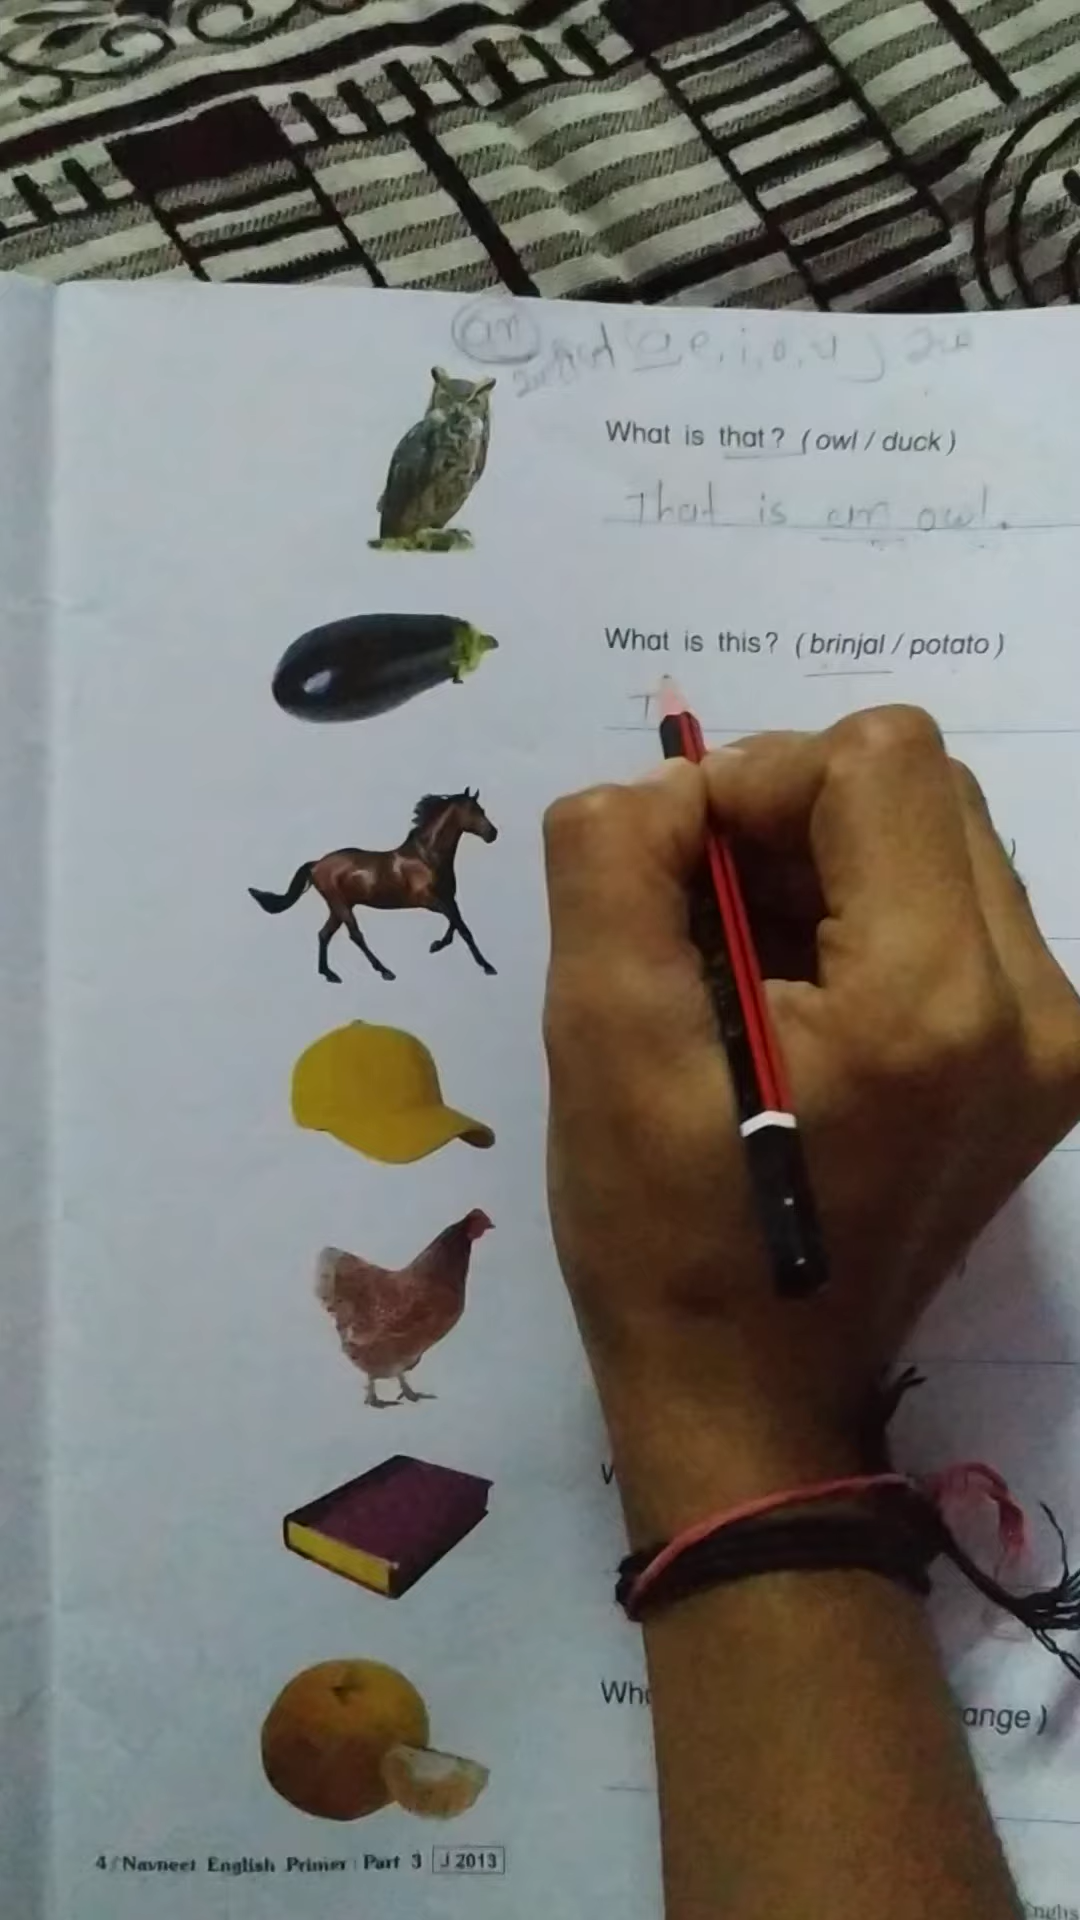 an a e, i, o, u
What is that? (owl / duck)
That is an owl.
What is this? (brinjal / potato)
T
)
ange)
4 / Navneet English Primer : Part 3 J 2013